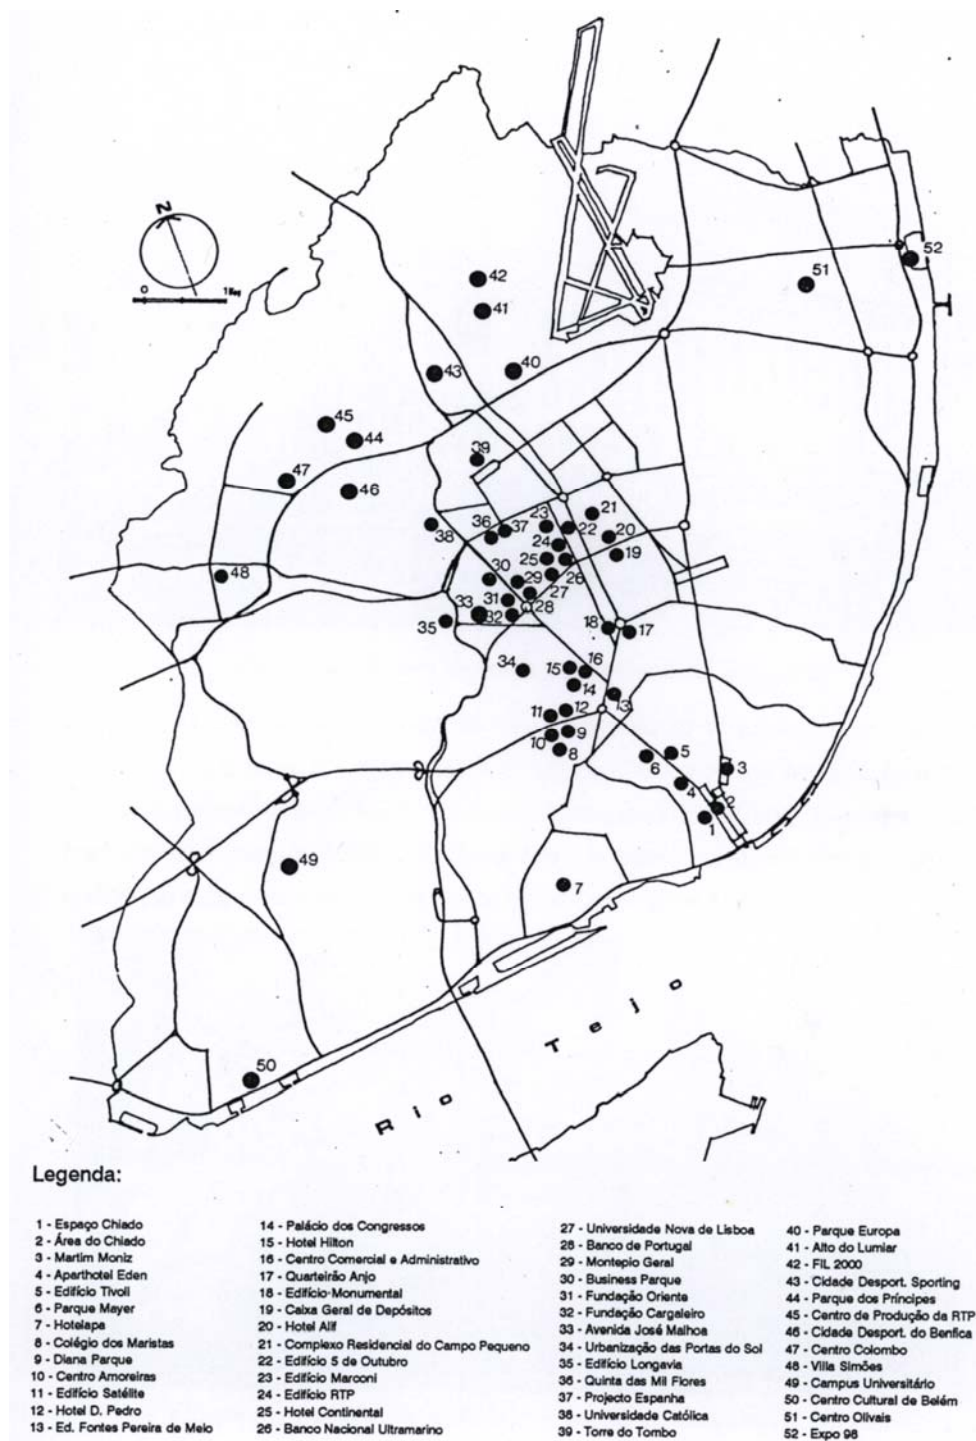 N
0 1Km
42
52
51
41
43
40
45
44
39
47
46
21
23
38
36
37
22
20
24
19
25
48
30
29
26
27
31
28
33
32
35
18
17
34
15
16
14
13
11
12
9
10
8
5
6
3
4
2
1
49
7
50
Rio Tejo
Legenda:
1 - Espaço Chiado
2 - Área do Chiado
3 - Martim Moniz
4 - Aparthotel Eden
5 - Edifício Tivoli
6 - Parque Mayer
7 - Hotelapa
8 - Colégio dos Maristas
9 - Diana Parque
10 - Centro Amoreiras
11 - Edifício Satélite
12 - Hotel D. Pedro
13 - Ed. Fontes Pereira de Melo
14 - Palácio dos Congressos
15 - Hotel Hilton
16 - Centro Comercial e Administrativo
17 - Quarteirão Anjo
18 - Edifício-Monumental
19 - Caixa Geral de Depósitos
20 - Hotel Alif
21 - Complexo Residencial do Campo Pequeno
22 - Edifício 5 de Outubro
23 - Edifício Marconi
24 - Edifício RTP
25 - Hotel Continental
26 - Banco Nacional Ultramarino
27 - Universidade Nova de Lisboa
28 - Banco de Portugal
29 - Montepio Geral
30 - Business Parque
31 - Fundação Oriente
32 - Fundação Cargaleiro
33 - Avenida José Malhoa
34 - Urbanização das Portas do Sol
35 - Edifício Longavia
36 - Quinta das Mil Flores
37 - Projecto Espanha
38 - Universidade Católica
39 - Torre do Tombo
40 - Parque Europa
41 - Alto do Lumiar
42 - FIL 2000
43 - Cidade Desport. Sporting
44 - Parque dos Príncipes
45 - Centro de Produção da RTP
46 - Cidade Desport. do Benfica
47 - Centro Colombo
48 - Villa Simões
49 - Campus Universitário
50 - Centro Cultural de Belém
51 - Centro Olivais
52 - Expo 98